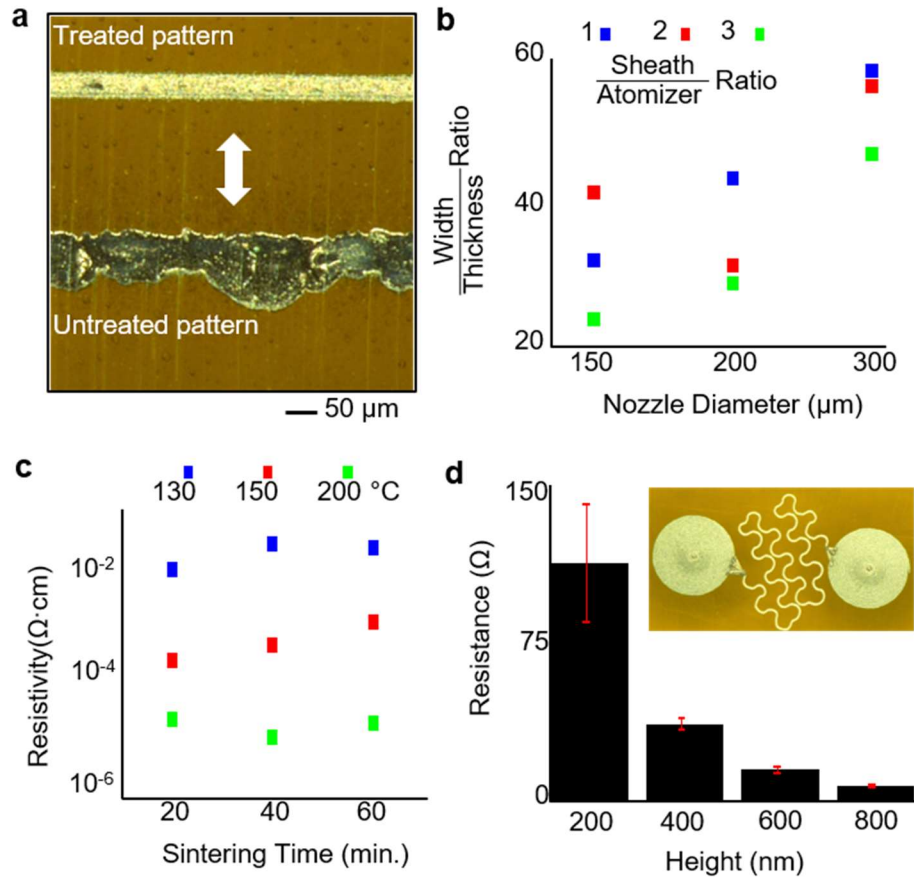 a
Treated pattern
Untreated pattern
50 µm
b
1 2 3
Sheath
Atomizer
Ratio
60
40
20
Width
Thickness
Ratio
150 200 300
Nozzle Diameter (µm)
c
130 150 200 °C
Resistivity(Ω·cm)
10-2
10-4
10-6
20 40 60
Sintering Time (min.)
d
150
75
0
Resistance (Ω)
200 400 600 800
Height (nm)